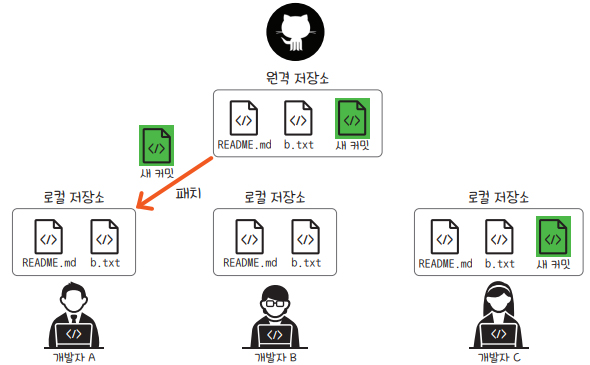 원격 저장소
README.md b.txt 새 커밋
새 커밋
패치
로컬 저장소 로컬 저장소 로컬 저장소
README.md b.txt README.md b.txt README.md b.txt 새 커밋
개발자 A 개발자 B 개발자 C